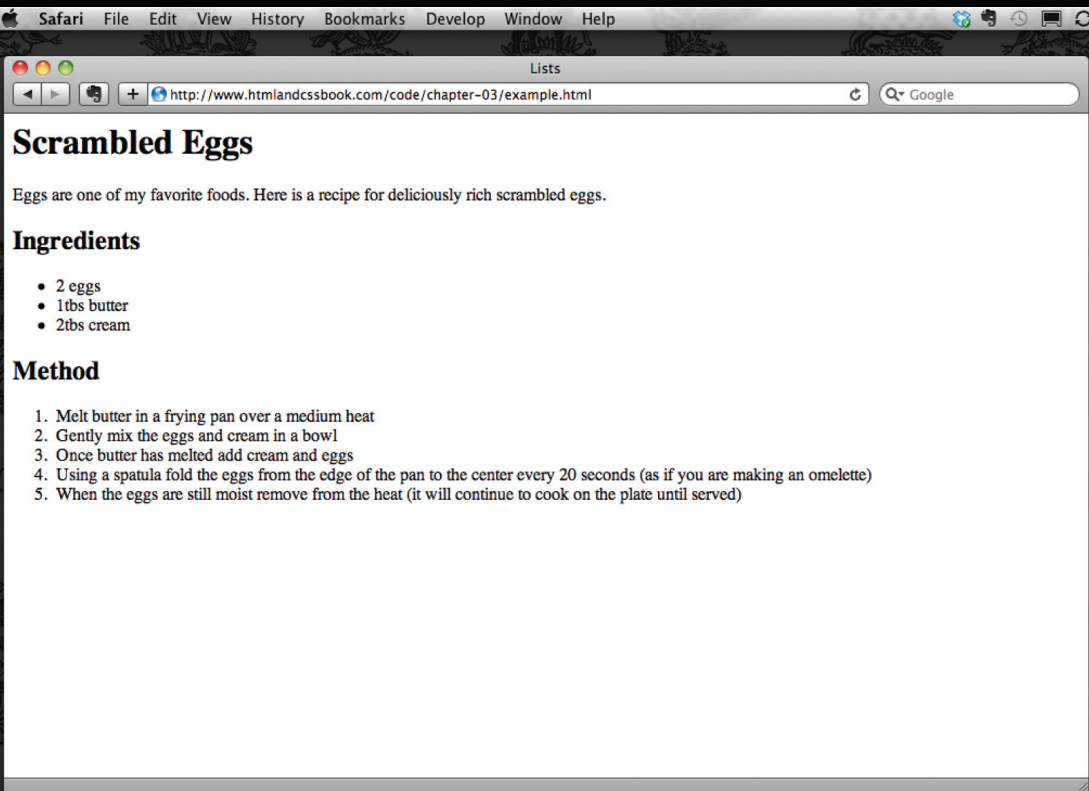 Safari File Edit View History Bookmarks Develop Window Help
Lists
http://www.htmlandcssbook.com/code/chapter-03/example.html
Google
Scrambled Eggs
Eggs are one of my favorite foods. Here is a recipe for deliciously rich scrambled eggs.
Ingredients
• 2 eggs
• 1tbs butter
• 2tbs cream
Method
1. Melt butter in a frying pan over a medium heat
2. Gently mix the eggs and cream in a bowl
3. Once butter has melted add cream and eggs
4. Using a spatula fold the eggs from the edge of the pan to the center every 20 seconds (as if you are making an omelette)
5. When the eggs are still moist remove from the heat (it will continue to cook on the plate until served)